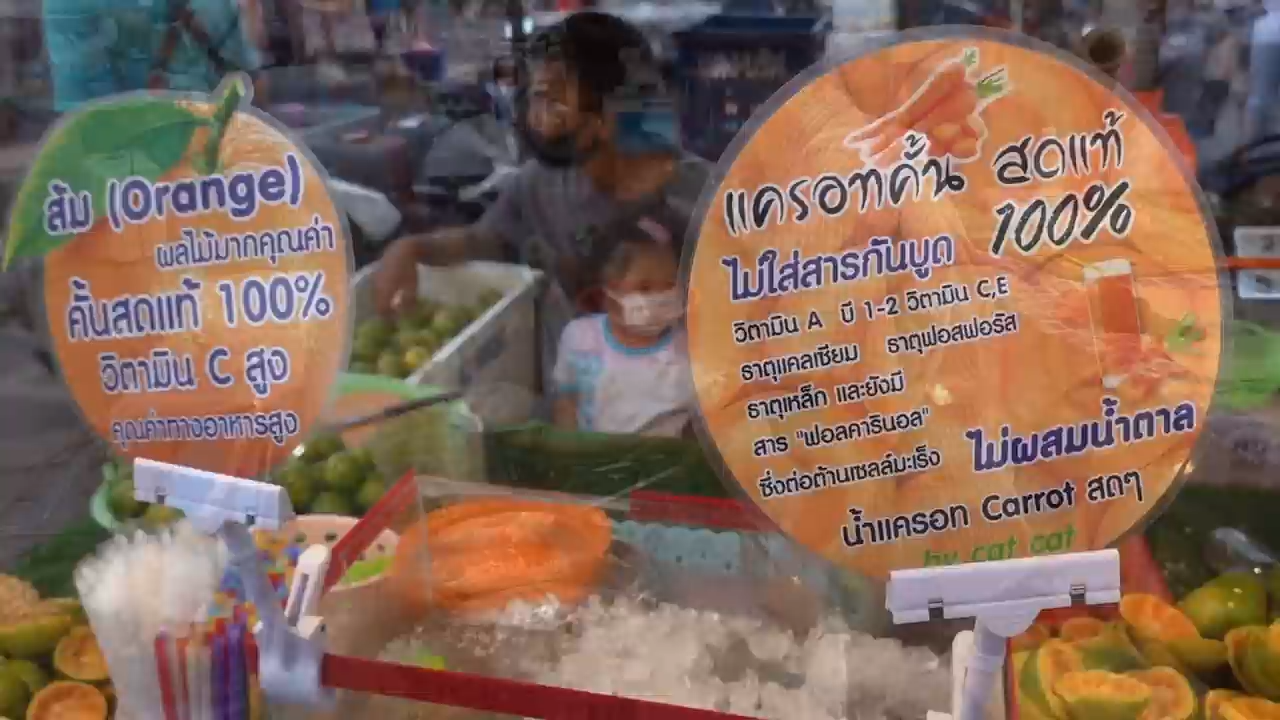 ส้ม (Orange)
ผลไม้มากคุณค่า
คั้นสดแท้ 100%
วิตามิน C สูง
คุณค่าทางอาหารสูง
แครอทคั้น สดแท้
100%
ไม่ใส่สารกันบูด
วิตามิน A บี 1-2 วิตามิน C,E
ธาตุแคลเซียม ธาตุฟอสฟอรัส
ธาตุเหล็ก และยังมี
สาร "ฟอลคารินอล"
ซึ่งต่อต้านเซลล์มะเร็ง ไม่ผสมน้ำตาล
น้ำแครอท Carrot สดๆ
by cat cat